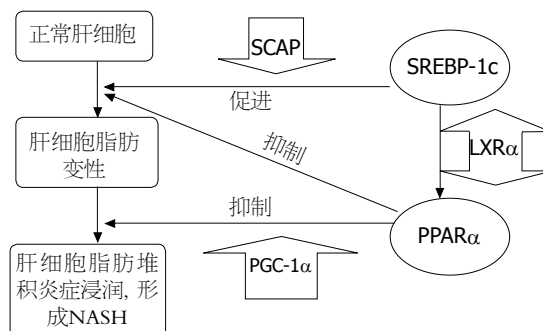 正常肝细胞
SCAP
SREBP-1c
促进
肝细胞脂肪
变性
抑制
LXRα
抑制
PPARα
肝细胞脂肪堆
积炎症浸润, 形
成NASH
PGC-1α